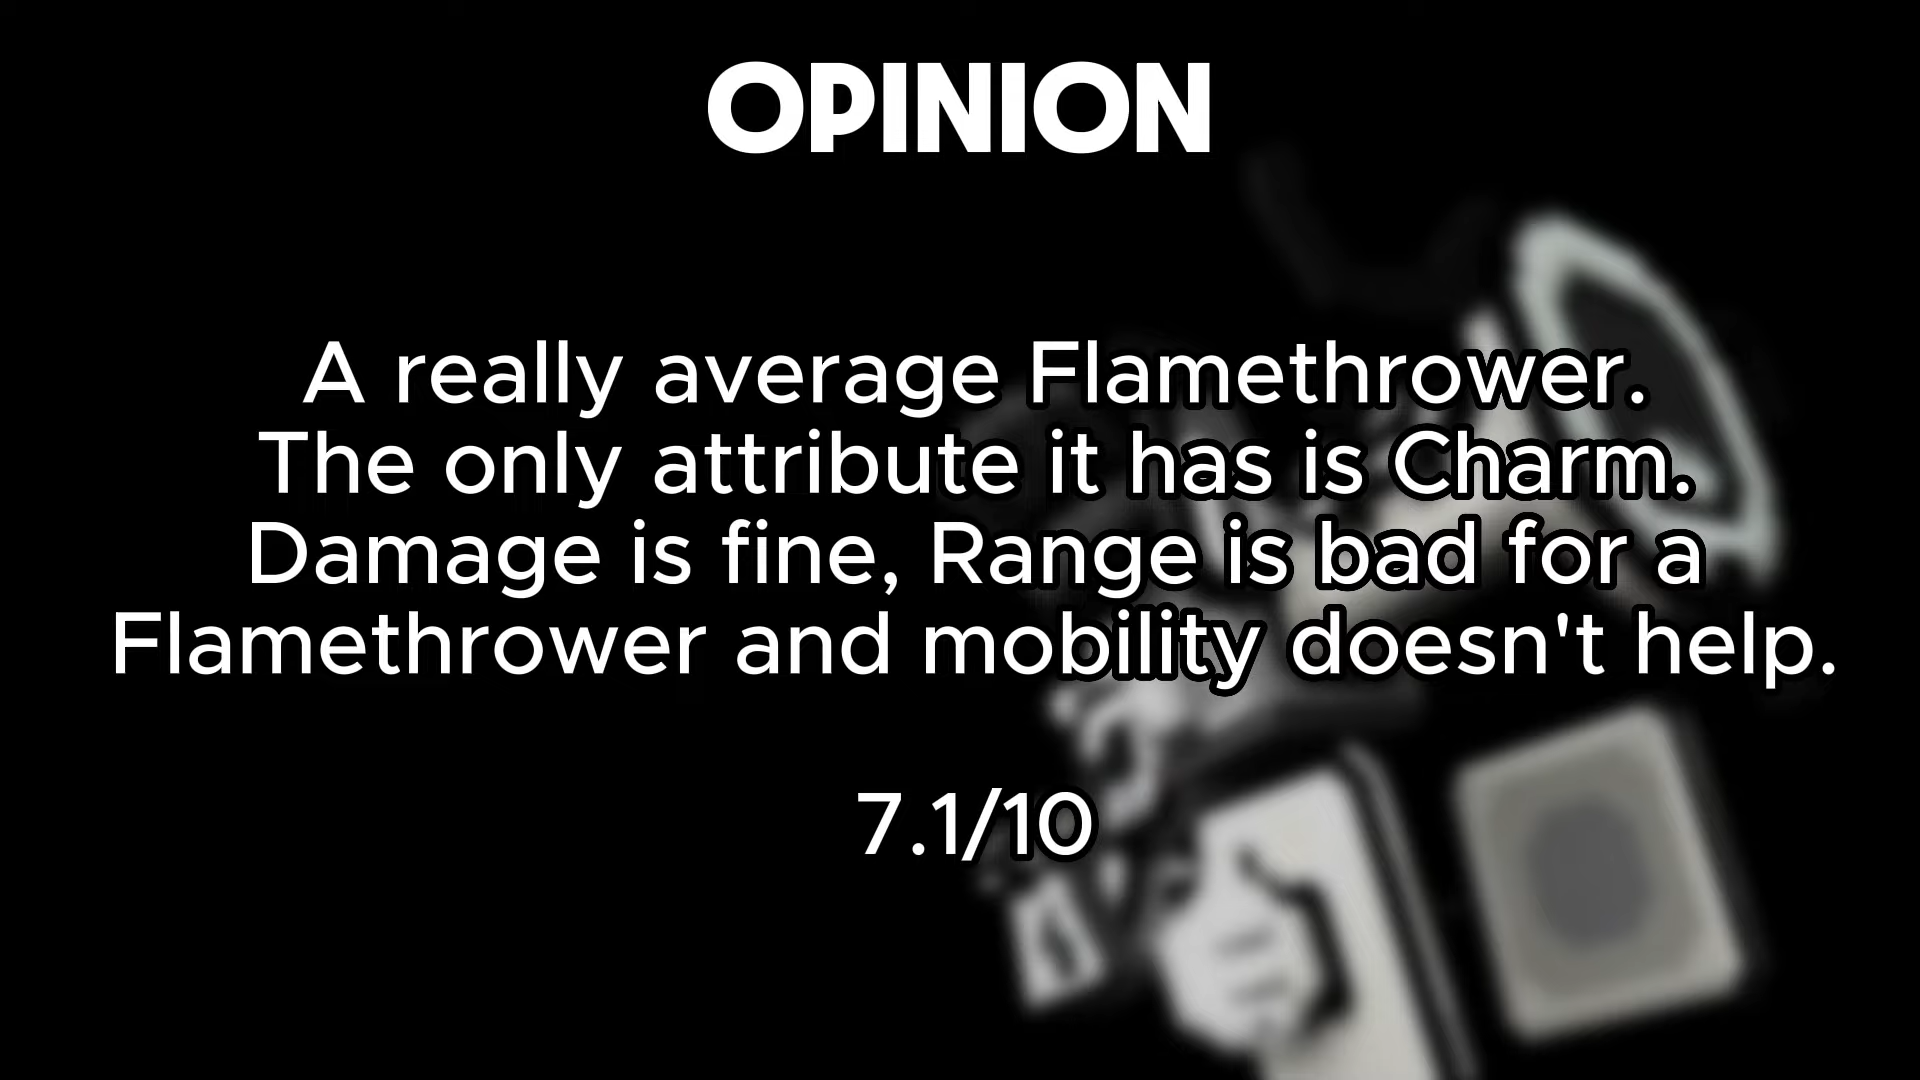 OPINION
A really average Flamethrower.
The only attribute it has is Charm.
Damage is fine, Range is bad for a
Flamethrower and mobility doesn't help.
7.1/10